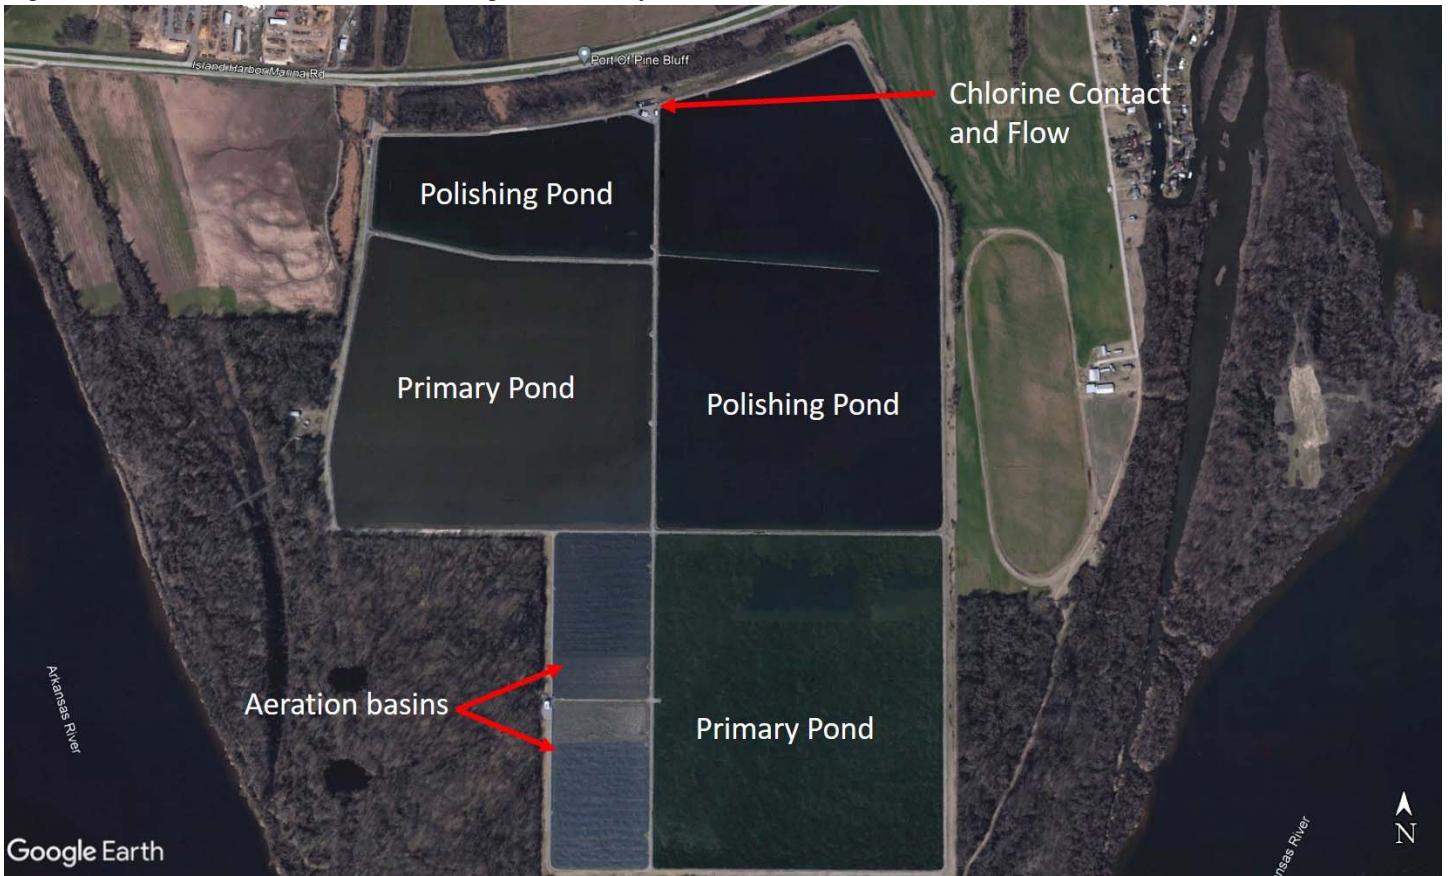 Island Harbor Marina Rd
Port Of Pine Bluff
Chlorine Contact
and Flow
Polishing Pond
Primary Pond
Polishing Pond
Aeration basins
Primary Pond
Arkansas River
nsas River
N
Google Earth